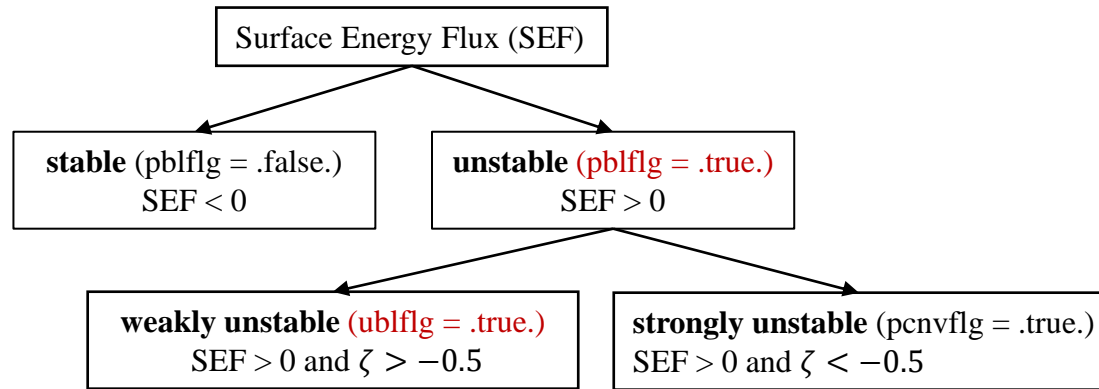 Surface Energy Flux (SEF)
stable (pblflg = .false.)
SEF < 0
unstable (pblflg = .true.)
SEF > 0
weakly unstable (ublflg = .true.)
SEF > 0 and ζ > −0.5
strongly unstable (pcnvflg = .true.)
SEF > 0 and ζ < −0.5